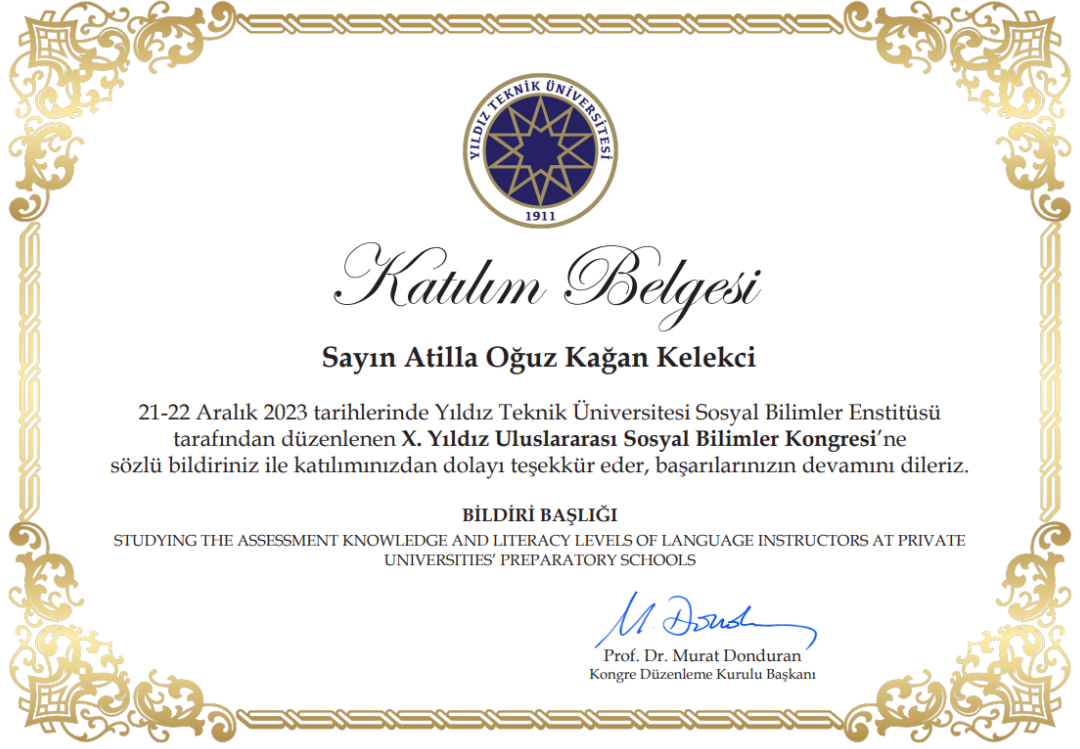 YILDIZ TEKNİK ÜNİVERSİTESİ
1911
Katılım Belgesi
Sayın Atilla Oğuz Kağan Kelekci
21-22 Aralık 2023 tarihlerinde Yıldız Teknik Üniversitesi Sosyal Bilimler Enstitüsü
tarafından düzenlenen X. Yıldız Uluslararası Sosyal Bilimler Kongresi'ne
sözlü bildiriniz ile katılımınızdan dolayı teşekkür eder, başarılarınızın devamını dileriz.
BİLDİRİ BAŞLIĞI
STUDYING THE ASSESSMENT KNOWLEDGE AND LITERACY LEVELS OF LANGUAGE INSTRUCTORS AT PRIVATE
UNIVERSITIES' PREPARATORY SCHOOLS
M. Dond
Prof. Dr. Murat Donduran
Kongre Düzenleme Kurulu Başkanı